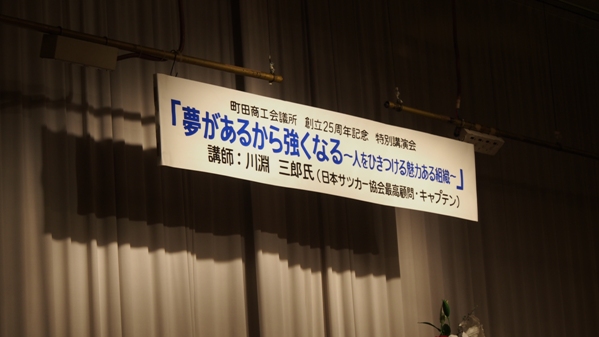 町田商工会議所 創立25周年記念 特別講演会
「夢があるから強くなる～人をひきつける魅力ある組織～」
講師：川淵 三郎氏（日本サッカー協会最高顧問・キャプテン）